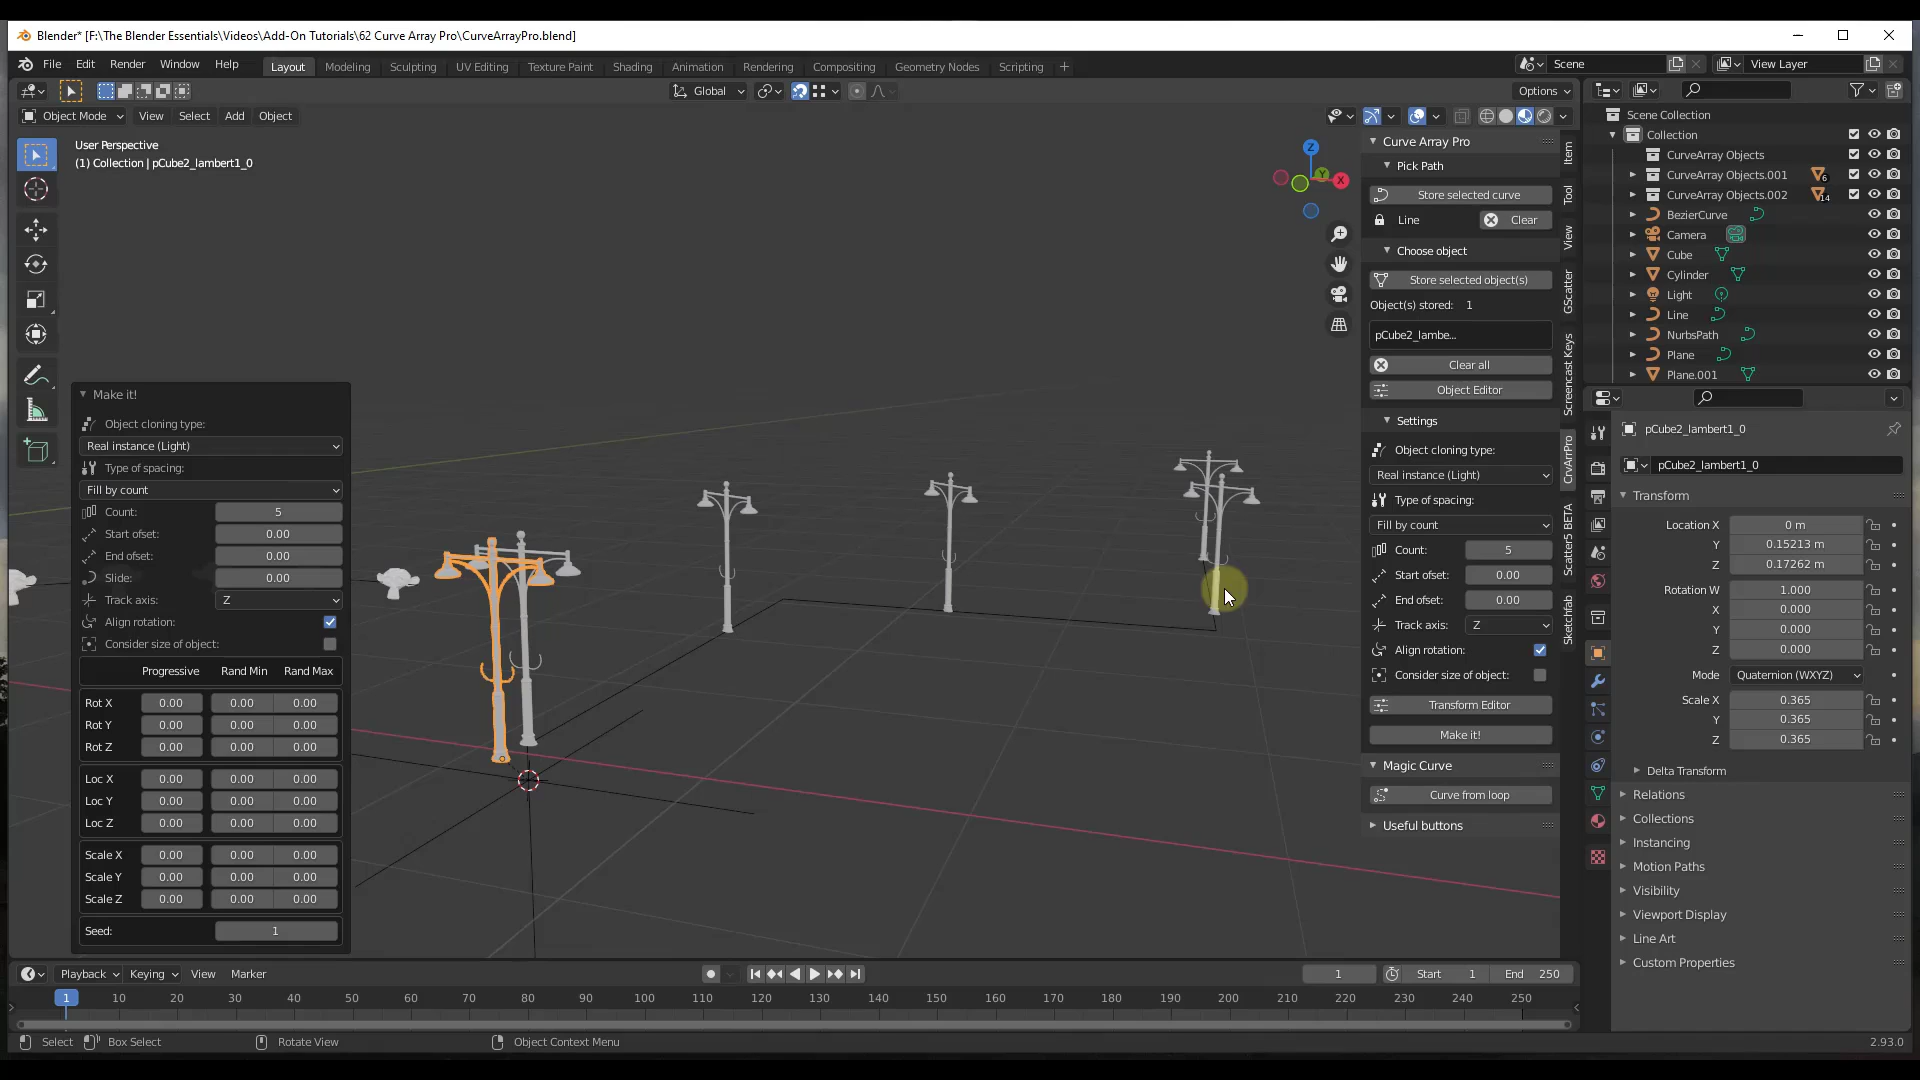 Blender* [F:\The Blender Essentials\Videos\Add-On Tutorials\62 Curve Array Pro\CurveArrayPro.blend]
File Edit Render Window Help Layout Modeling Sculpting UV Editing Texture Paint Shading Animation Rendering Compositing Geometry Nodes Scripting + Scene View Layer
Global Options
Object Mode View Select Add Object
User Perspective
(1) Collection | pCube2_lambert1_0
Z
Y
X
Make it!
Object cloning type:
Real instance (Light)
Type of spacing:
Fill by count
Count: 5
Start ofset: 0.00
End ofset: 0.00
Slide: 0.00
Track axis: Z
Align rotation:
Consider size of object:
Progressive Rand Min Rand Max
Rot X 0.00 0.00 0.00
Rot Y 0.00 0.00 0.00
Rot Z 0.00 0.00 0.00
Loc X 0.00 0.00 0.00
Loc Y 0.00 0.00 0.00
Loc Z 0.00 0.00 0.00
Scale X 0.00 0.00 0.00
Scale Y 0.00 0.00 0.00
Scale Z 0.00 0.00 0.00
Seed: 1
Curve Array Pro
Pick Path
Store selected curve
Line Clear
Choose object
Store selected object(s)
Object(s) stored: 1
pCube2_lambe...
Clear all
Object Editor
Settings
Object cloning type:
Real instance (Light)
Type of spacing:
Fill by count
Count: 5
Start ofset: 0.00
End ofset: 0.00
Track axis: Z
Align rotation:
Consider size of object:
Transform Editor
Make it!
Magic Curve
Curve from loop
Useful buttons
Item
Tool
View
GScatter
Screencast Keys
CrvArrPro
Scatter5 BETA
Sketchfab
Scene Collection
Collection
CurveArray Objects
CurveArray Objects.001 6
CurveArray Objects.002 14
BezierCurve
Camera
Cube
Cylinder
Light
Line
NurbsPath
Plane
Plane.001
pCube2_lambert1_0
pCube2_lambert1_0
Transform
Location X 0 m
Y 0.15213 m
Z 0.17262 m
Rotation W 1.000
X 0.000
Y 0.000
Z 0.000
Mode Quaternion (WXYZ)
Scale X 0.365
Y 0.365
Z 0.365
Delta Transform
Relations
Collections
Instancing
Motion Paths
Visibility
Viewport Display
Line Art
Custom Properties
Playback Keying View Marker 1 Start 1 End 250
1 10 20 30 40 50 60 70 80 90 100 110 120 130 140 150 160 170 180 190 200 210 220 230 240 250
Select Box Select Rotate View Object Context Menu 2.93.0